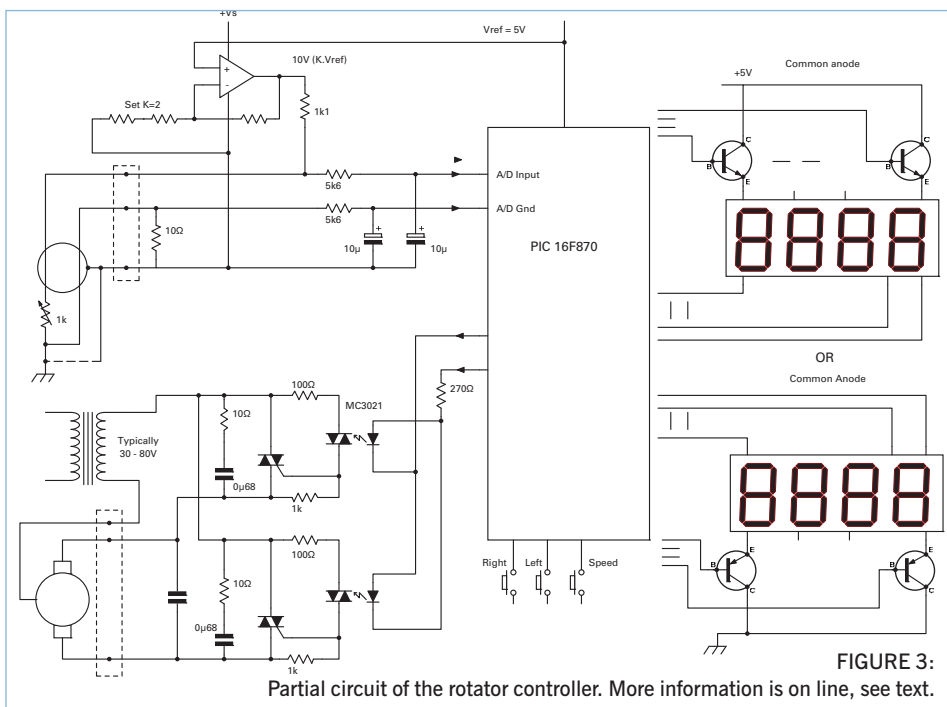 +Vs
Vref = 5V
10V (K.Vref)
+
-
Set K=2
1k1
A/D Input
5k6
A/D Gnd
5k6
10Ω
+
+
10µ
10µ
PIC 16F870
1k
Common anode
+5V
C
B
E
C
B
E
8888
OR
Common Anode
8888
E
B
C
E
B
C
270Ω
100Ω
MC3021
10Ω
Typically
30 - 80V
0µ68
1k
100Ω
10Ω
0µ68
1k
Right
Left
Speed
FIGURE 3:
Partial circuit of the rotator controller. More information is on line, see text.